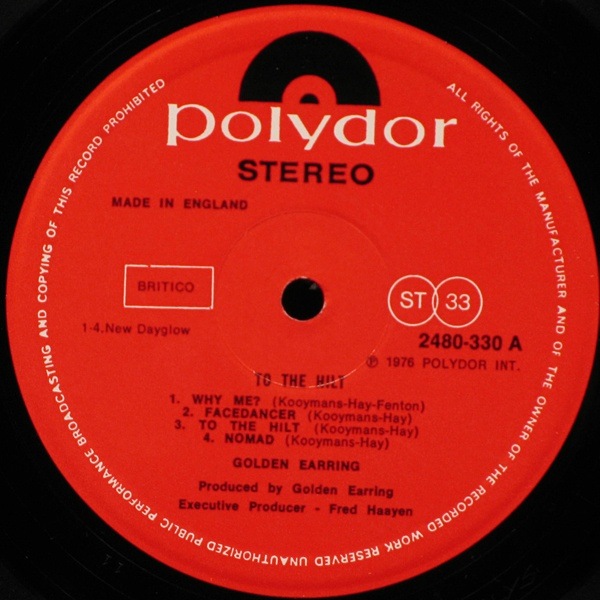 polydor
STEREO
MADE IN ENGLAND
BRITICO
ST 33
1-4. New Dayglow
2480-330 A
℗ 1976 POLYDOR INT.
TO THE HILT
1. WHY ME? (Kooymans-Hay-Fenton)
2. FACEDANCER (Kooymans-Hay)
3. TO THE HILT (Kooymans-Hay)
4. NOMAD (Kooymans-Hay)
GOLDEN EARRING
Produced by Golden Earring
Executive Producer - Fred Haayen
ALL RIGHTS OF THE MANUFACTURER AND OF THE OWNER OF THE RECORDED WORK RESERVED UNAUTHORIZED PUBLIC PERFORMANCE BROADCASTING AND COPYING OF THIS RECORD PROHIBITED